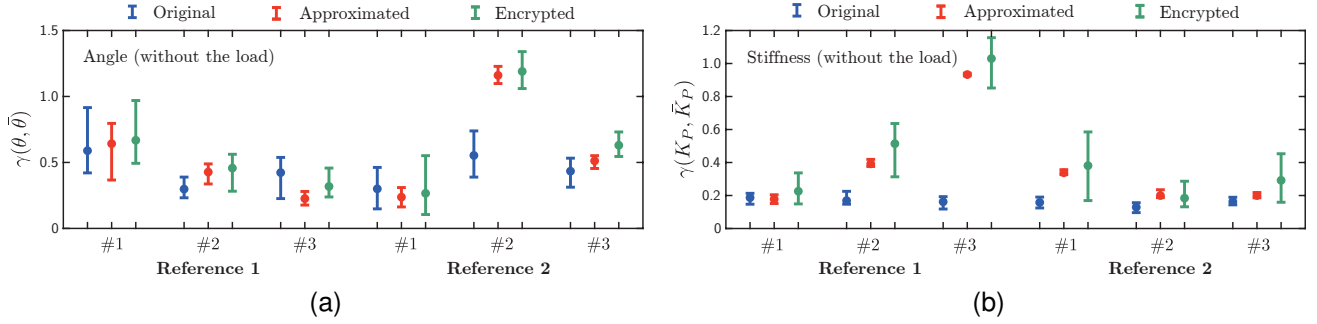 Original Approximated Encrypted
1.5
Angle (without the load)
1.0
γ(θ, θ̄)
0.5
0
#1 #2 #3 #1 #2 #3
Reference 1 Reference 2
(a)
Original Approximated Encrypted
1.2
Stiffness (without the load)
1.0
0.8
γ(K_P, K̄_P)
0.6
0.4
0.2
0
#1 #2 #3 #1 #2 #3
Reference 1 Reference 2
(b)